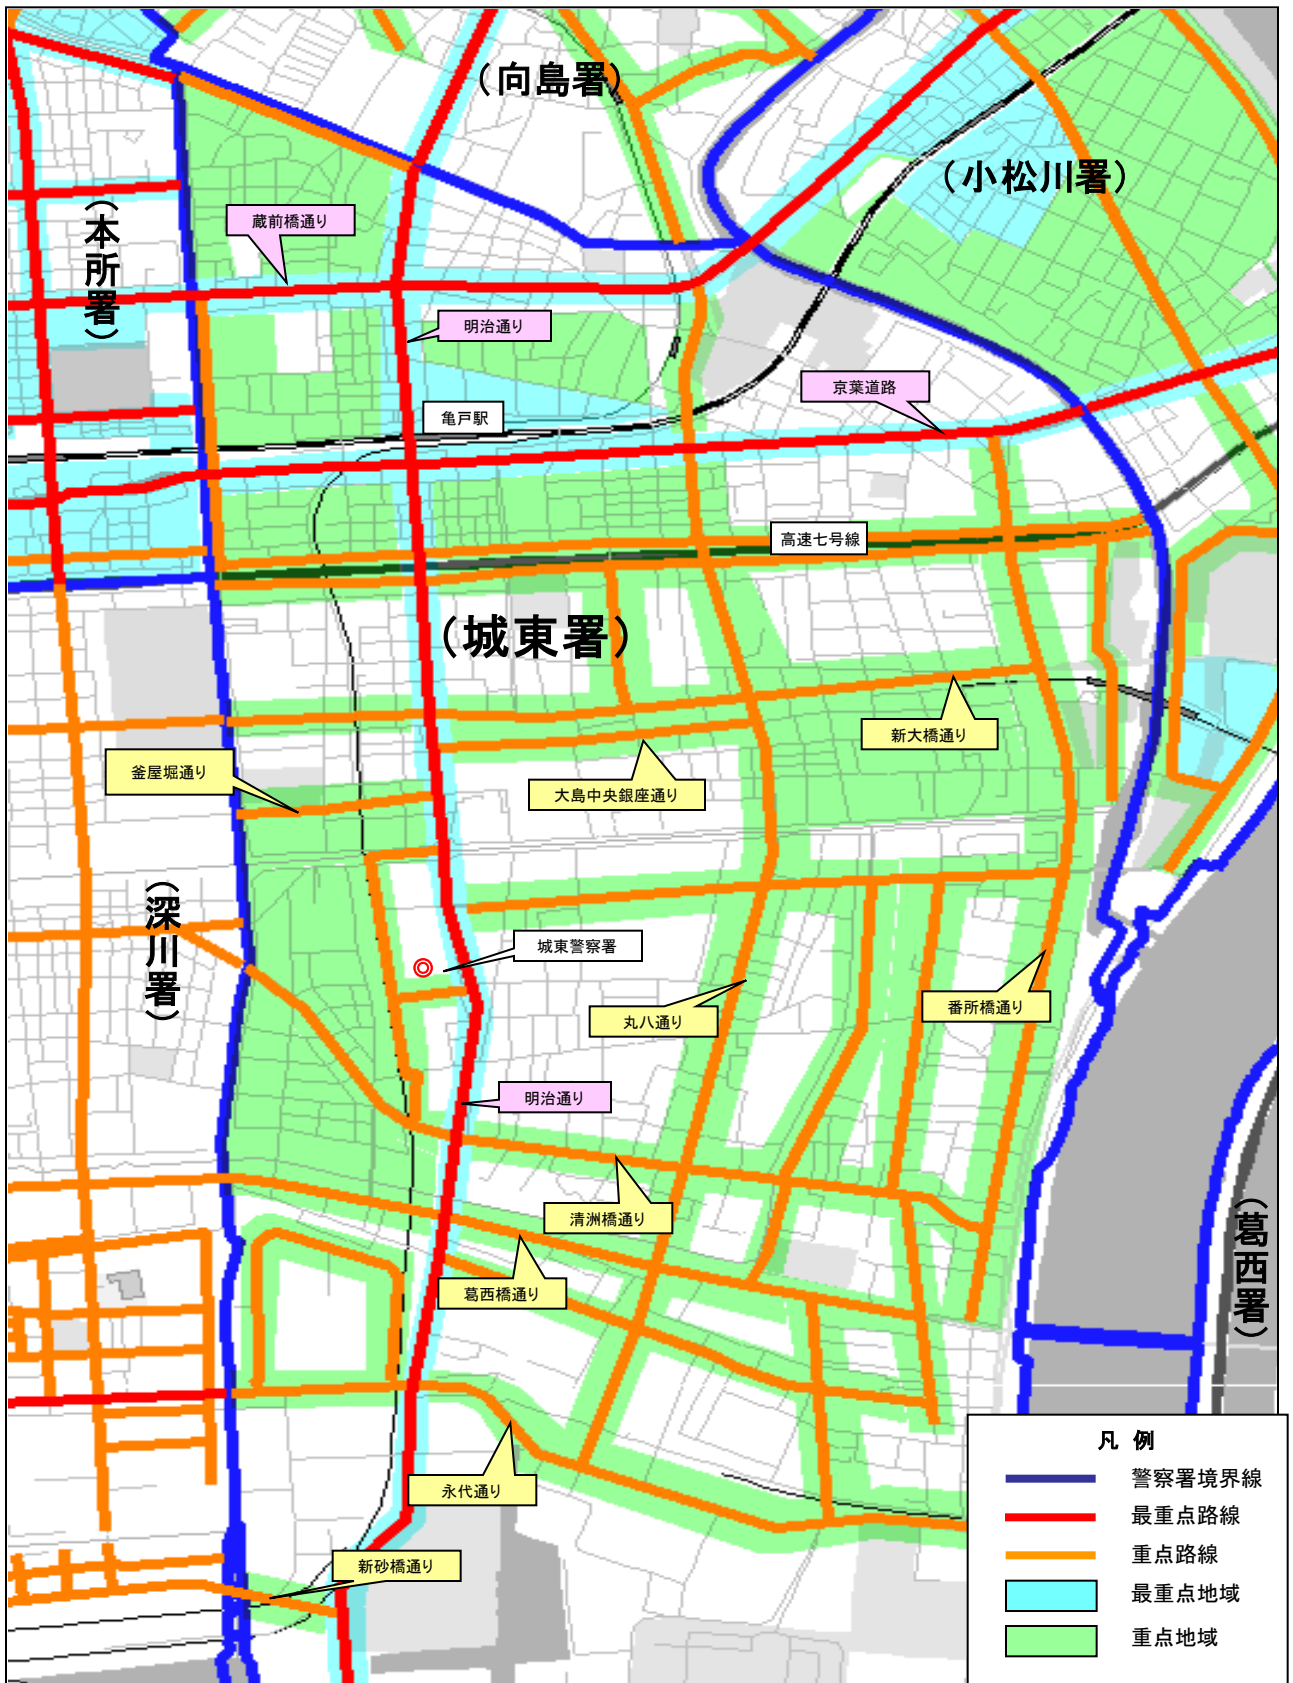 (向島署)
(小松川署)
(本所署)
蔵前橋通り
明治通り
京葉道路
亀戸駅
高速七号線
(城東署)
新大橋通り
釜屋堀通り
大島中央銀座通り
(深川署)
城東警察署
丸八通り
番所橋通り
明治通り
清洲橋通り
(葛西署)
葛西橋通り
永代通り
新砂橋通り
凡 例
警察署境界線
最重点路線
重点路線
最重点地域
重点地域